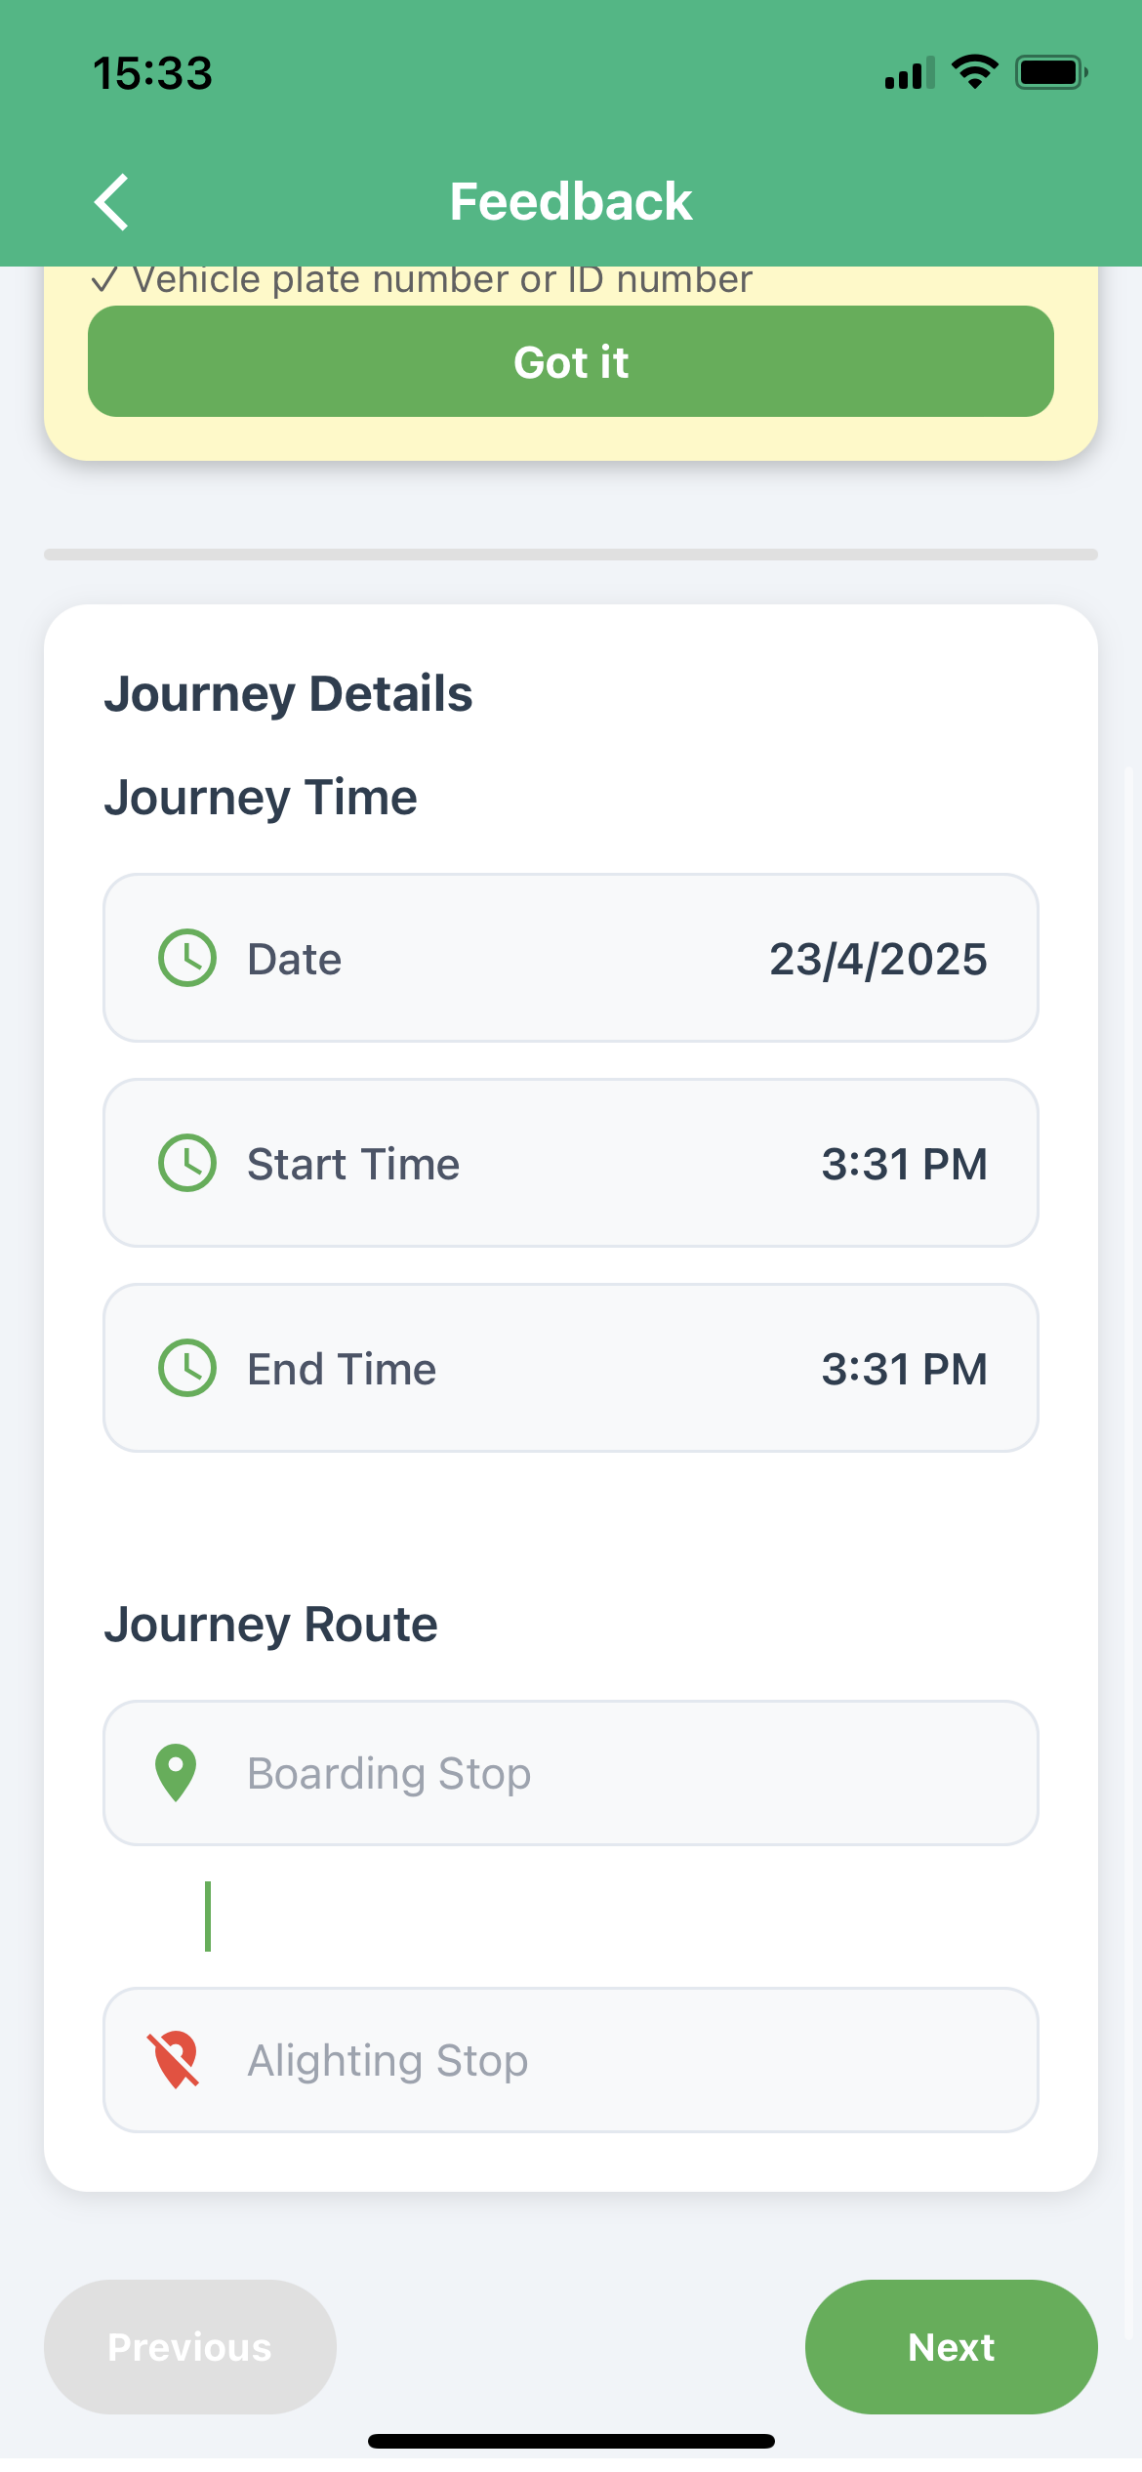 15:33
Feedback
✓ Vehicle plate number or ID number
Got it
Journey Details
Journey Time
Date 23/4/2025
Start Time 3:31 PM
End Time 3:31 PM
Journey Route
Boarding Stop
Alighting Stop
Previous Next